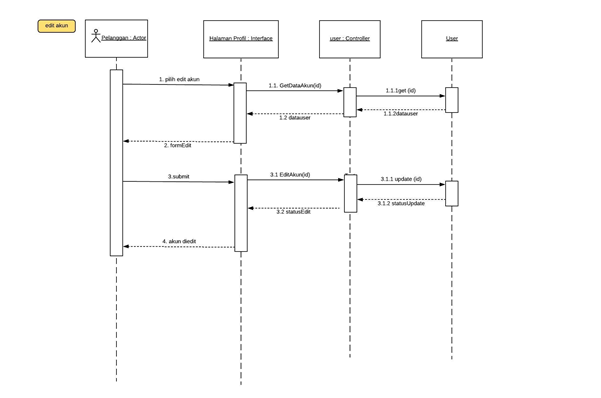 edit akun
Pelanggan : Actor
Halaman Profil : Interface
user : Controller
User
1. pilih edit akun
1.1. GetDataAkun(id)
1.1.1get (id)
1.1.2datauser
1.2 datauser
2. formEdit
3.submit
3.1 EditAkun(id)
3.1.1 update (id)
3.1.2 statusUpdate
3.2 statusEdit
4. akun diedit